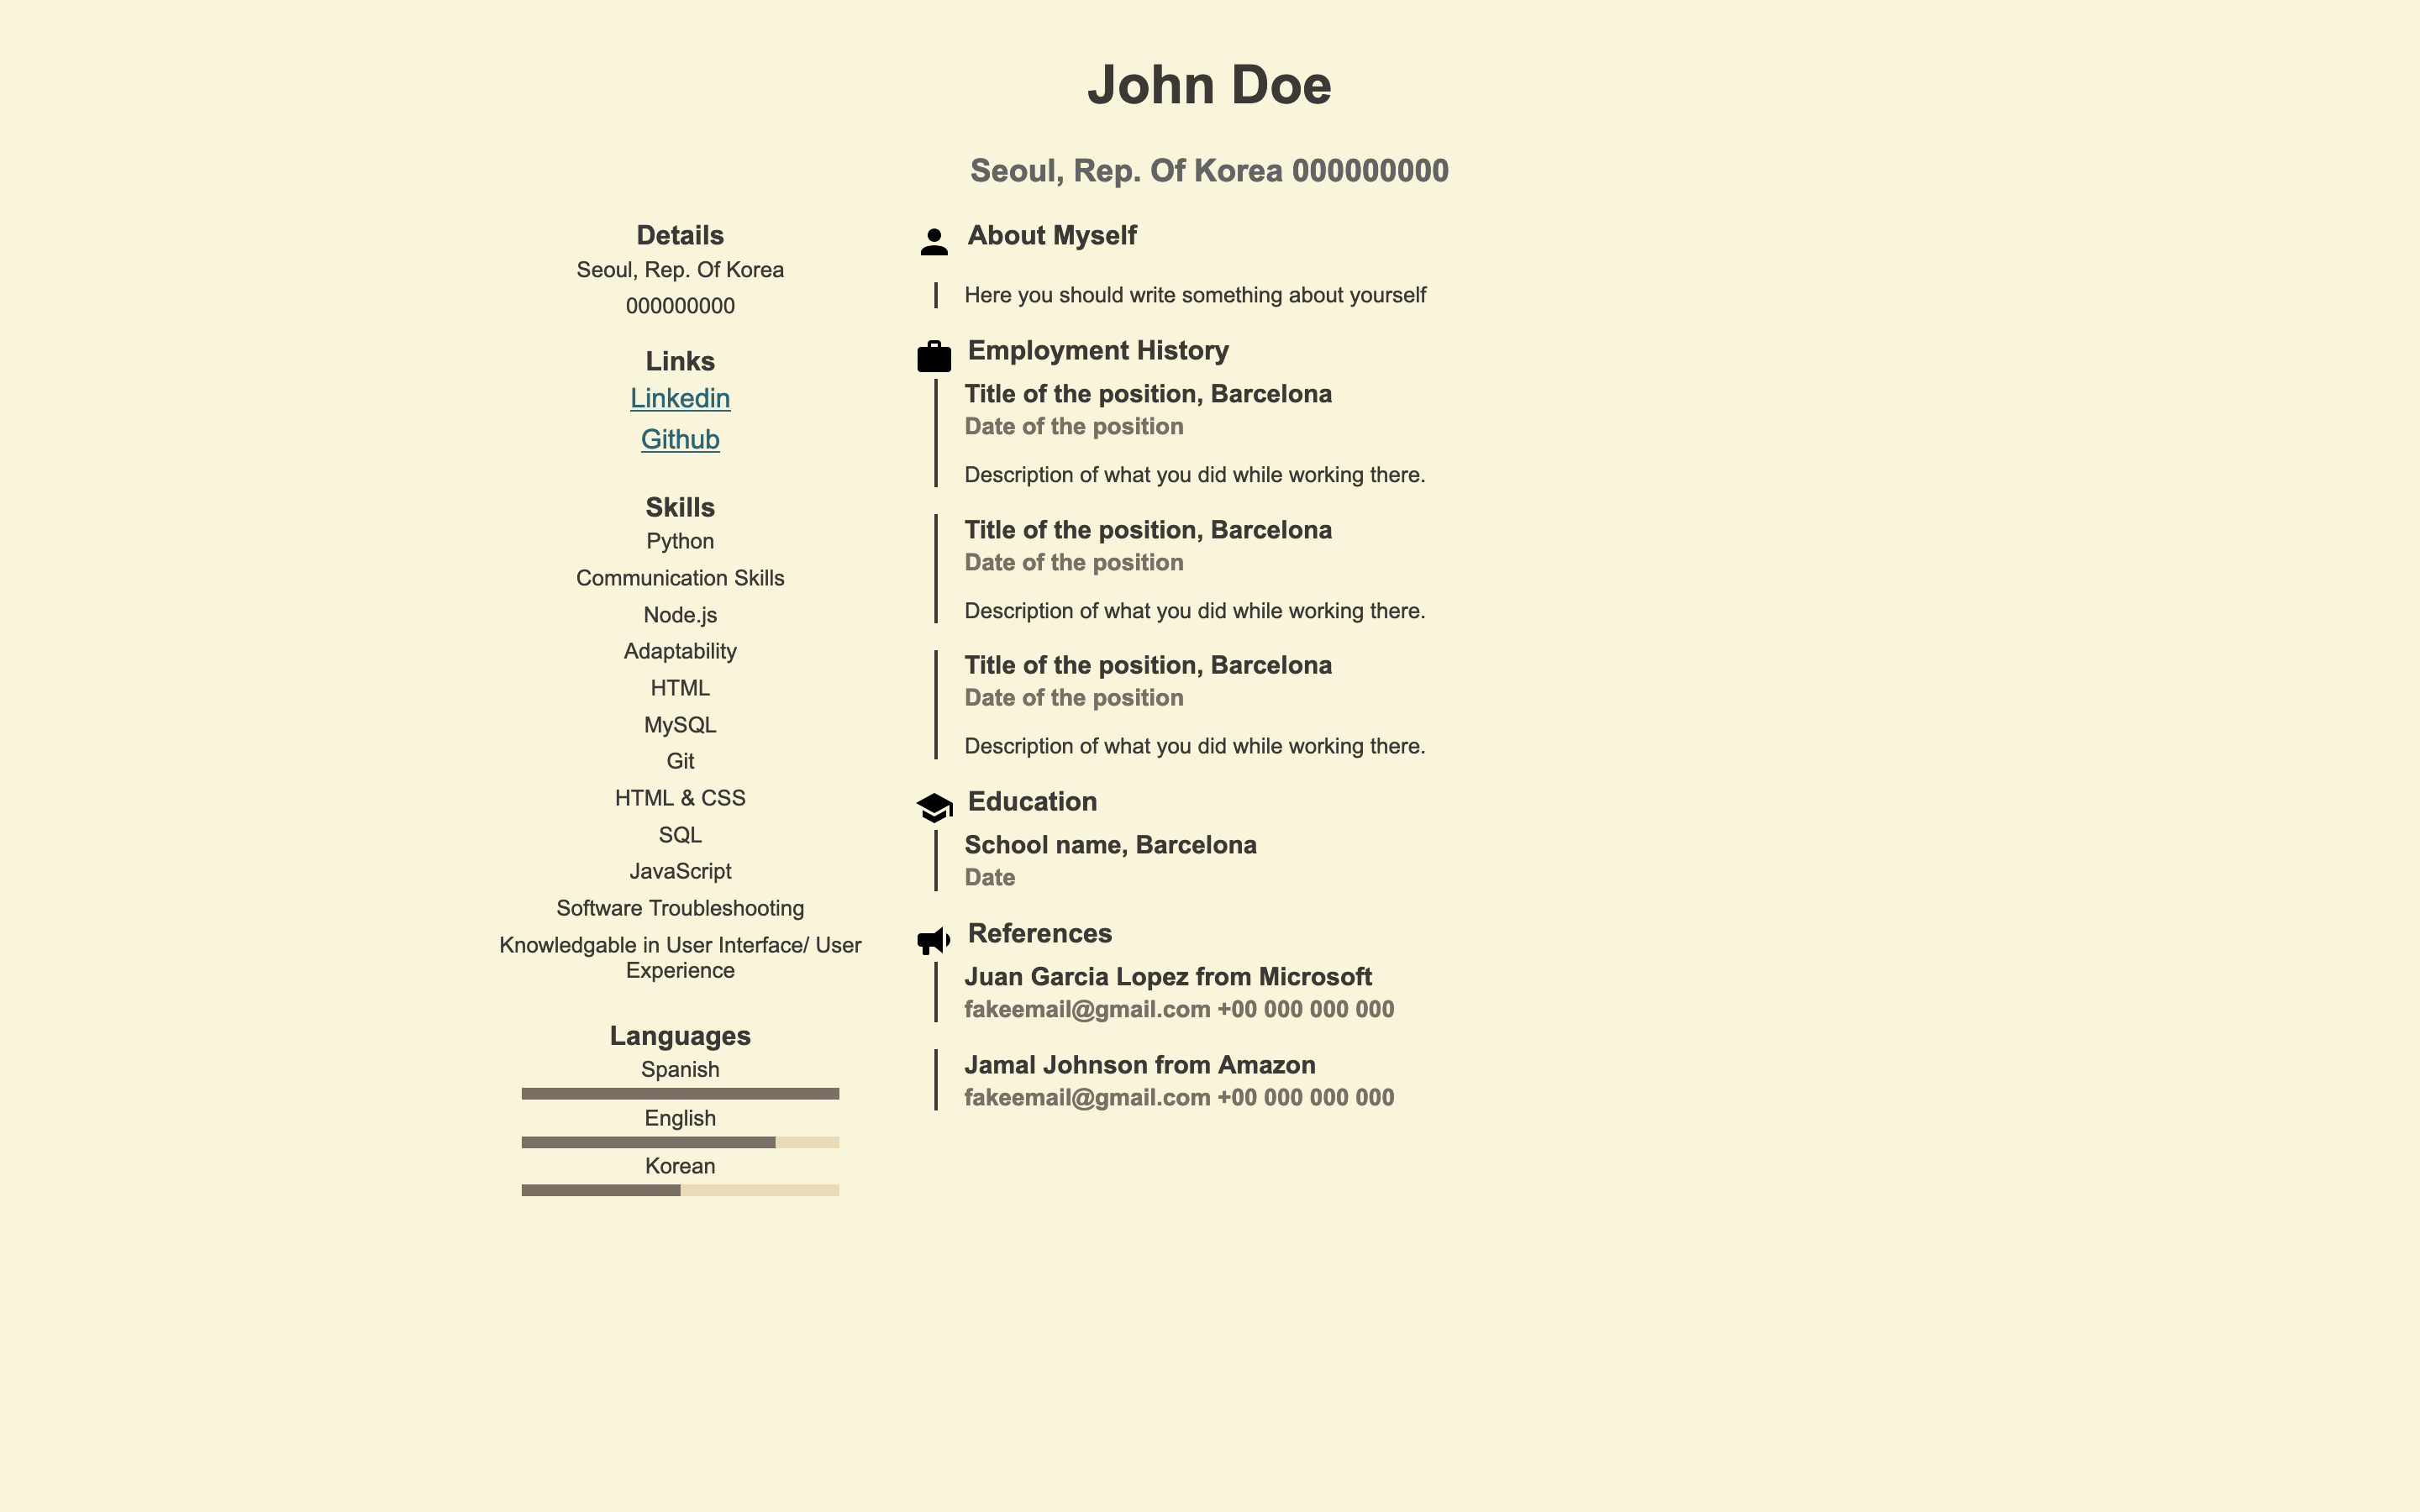 John Doe
Seoul, Rep. Of Korea 000000000
Details
Seoul, Rep. Of Korea
000000000
Links
Linkedin
Github
Skills
Python
Communication Skills
Node.js
Adaptability
HTML
MySQL
Git
HTML & CSS
SQL
JavaScript
Software Troubleshooting
Knowledgable in User Interface/ User
Experience
Languages
Spanish
English
Korean
About Myself
Here you should write something about yourself
Employment History
Title of the position, Barcelona
Date of the position
Description of what you did while working there.
Title of the position, Barcelona
Date of the position
Description of what you did while working there.
Title of the position, Barcelona
Date of the position
Description of what you did while working there.
Education
School name, Barcelona
Date
References
Juan Garcia Lopez from Microsoft
fakeemail@gmail.com +00 000 000 000
Jamal Johnson from Amazon
fakeemail@gmail.com +00 000 000 000